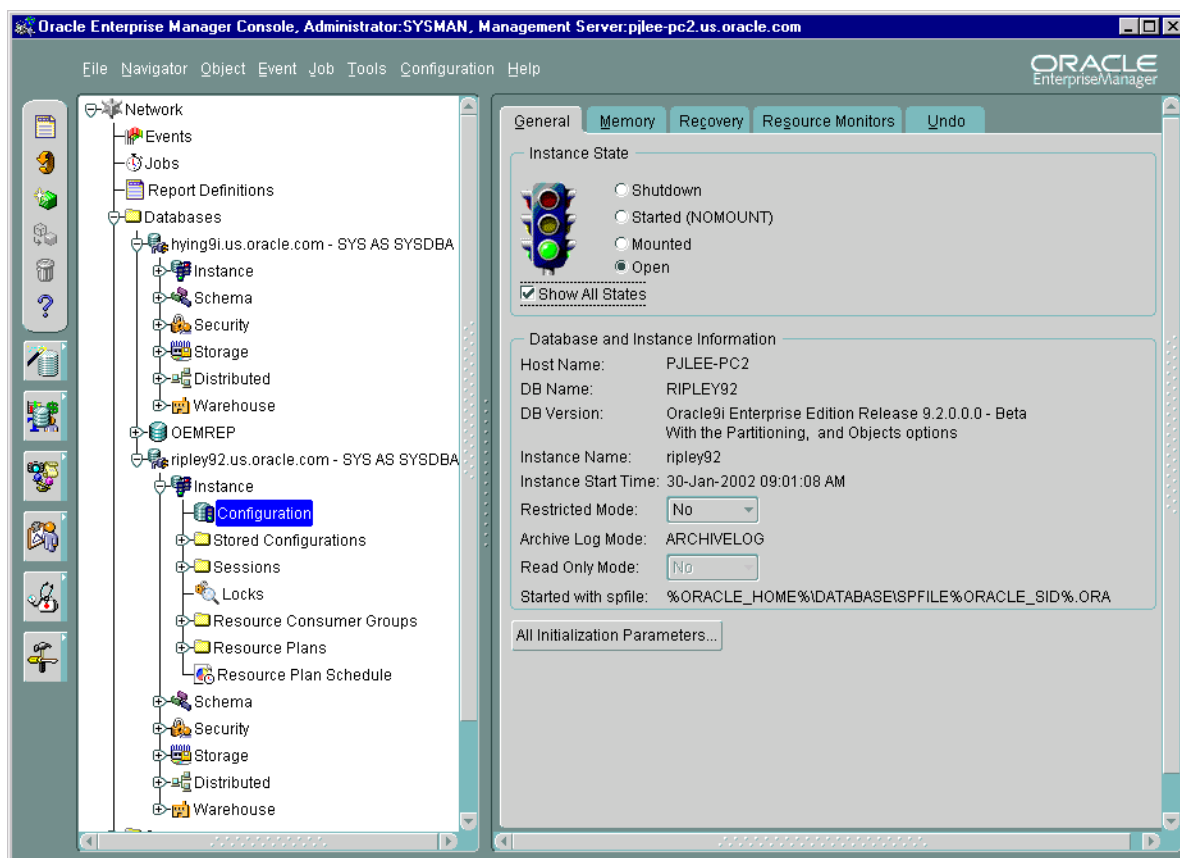 Oracle Enterprise Manager Console, Administrator:SYSMAN, Management Server:pjlee-pc2.us.oracle.com
File Navigator Object Event Job Tools Configuration Help
ORACLE
EnterpriseManager
Network
Events
Jobs
Report Definitions
Databases
hying9i.us.oracle.com - SYS AS SYSDBA
Instance
Schema
Security
Storage
Distributed
Warehouse
OEMREP
ripley92.us.oracle.com - SYS AS SYSDBA
Instance
Configuration
Stored Configurations
Sessions
Locks
Resource Consumer Groups
Resource Plans
Resource Plan Schedule
Schema
Security
Storage
Distributed
Warehouse
General Memory Recovery Resource Monitors Undo
Instance State
Shutdown
Started (NOMOUNT)
Mounted
Open
Show All States
Database and Instance Information
Host Name: PJLEE-PC2
DB Name: RIPLEY92
DB Version: Oracle9i Enterprise Edition Release 9.2.0.0.0 - Beta
With the Partitioning, and Objects options
Instance Name: ripley92
Instance Start Time: 30-Jan-2002 09:01:08 AM
Restricted Mode: No
Archive Log Mode: ARCHIVELOG
Read Only Mode: No
Started with spfile: %ORACLE_HOME%\DATABASE\SPFILE%ORACLE_SID%.ORA
All Initialization Parameters...